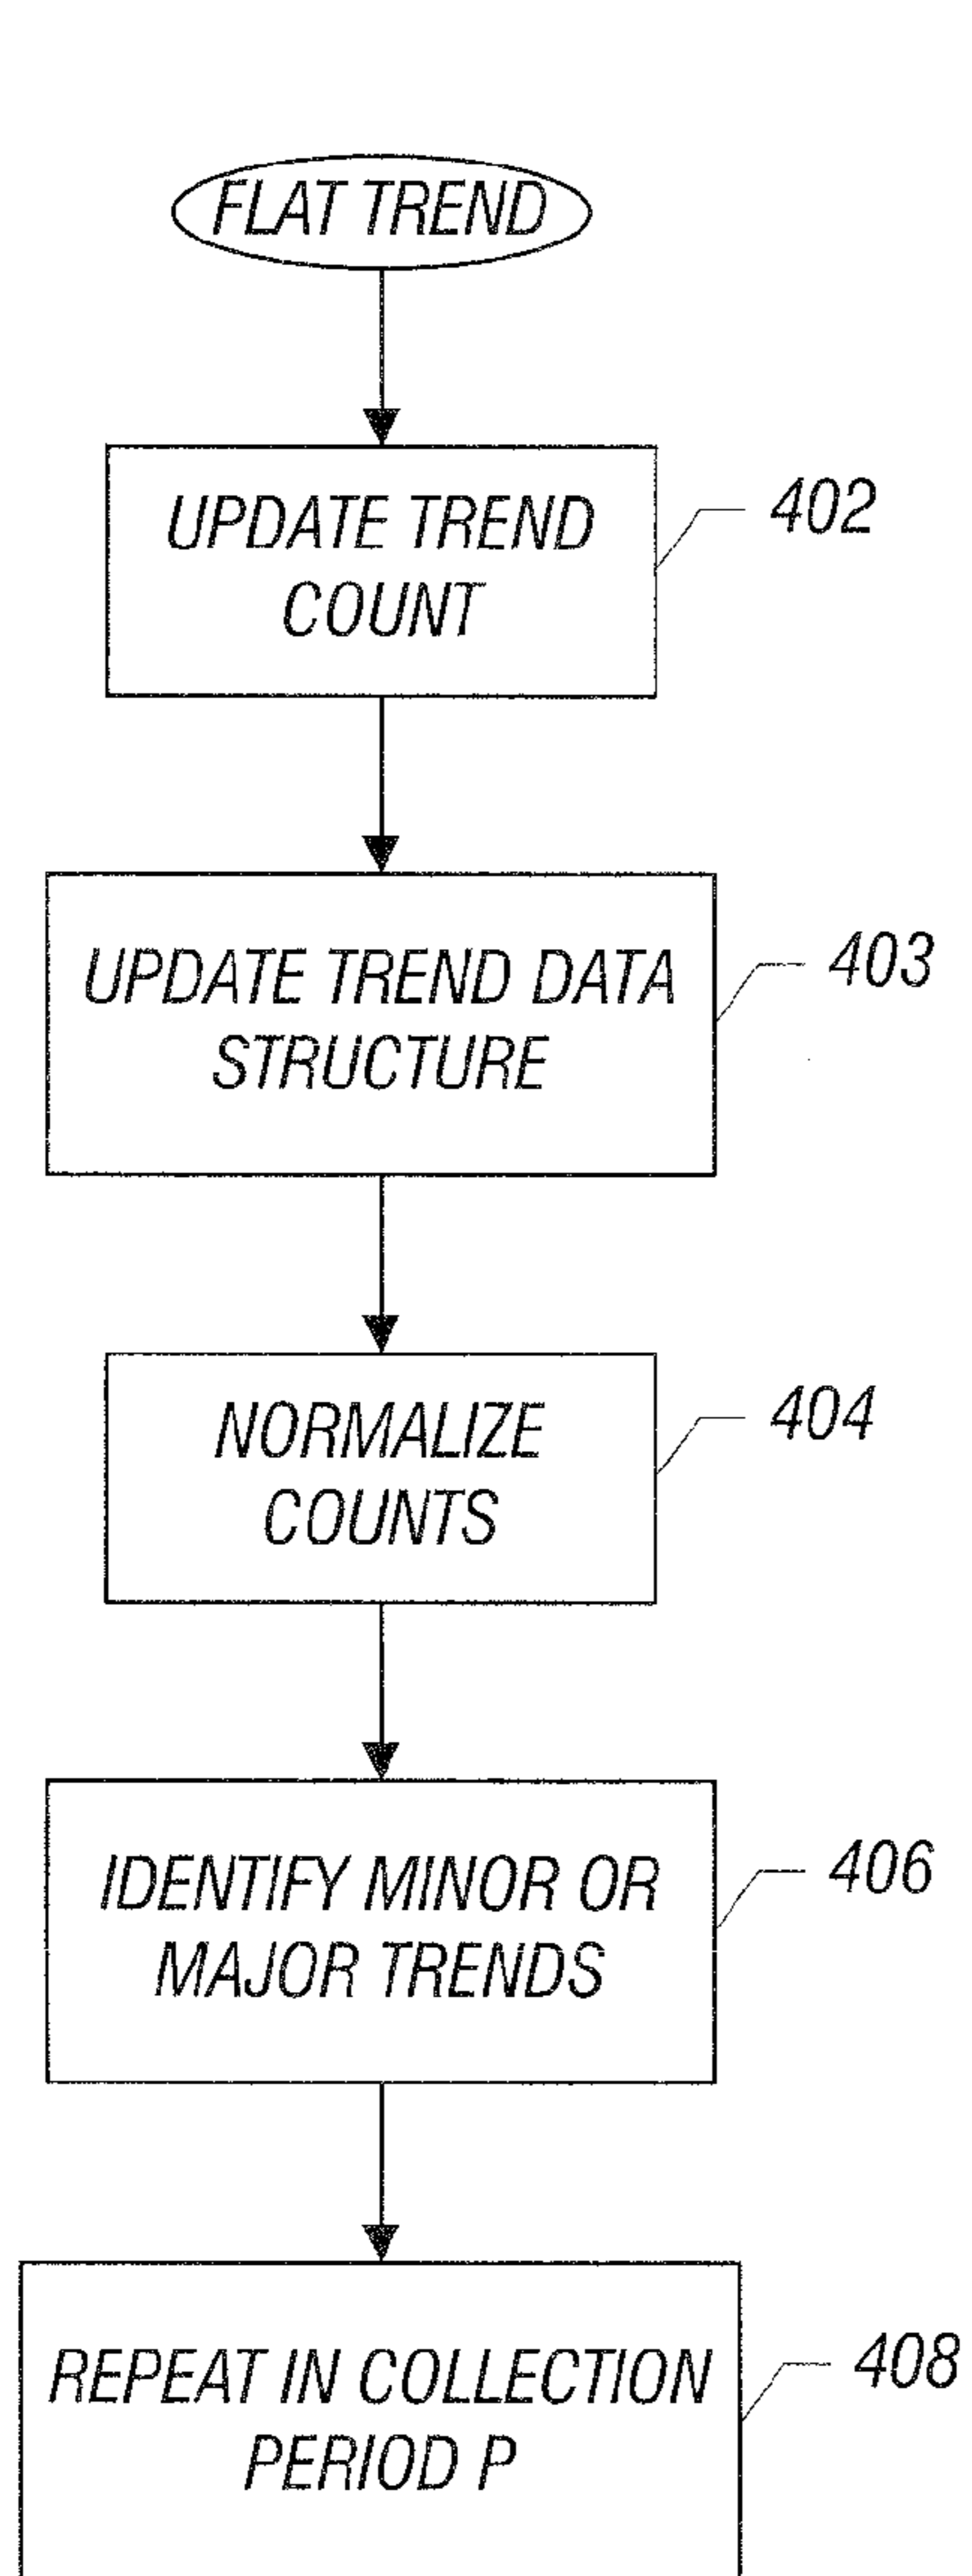 FLAT TREND
UPDATE TREND
COUNT
402
UPDATE TREND DATA
STRUCTURE
403
NORMALIZE
COUNTS
404
IDENTIFY MINOR OR
MAJOR TRENDS
406
REPEAT IN COLLECTION
PERIOD P
408